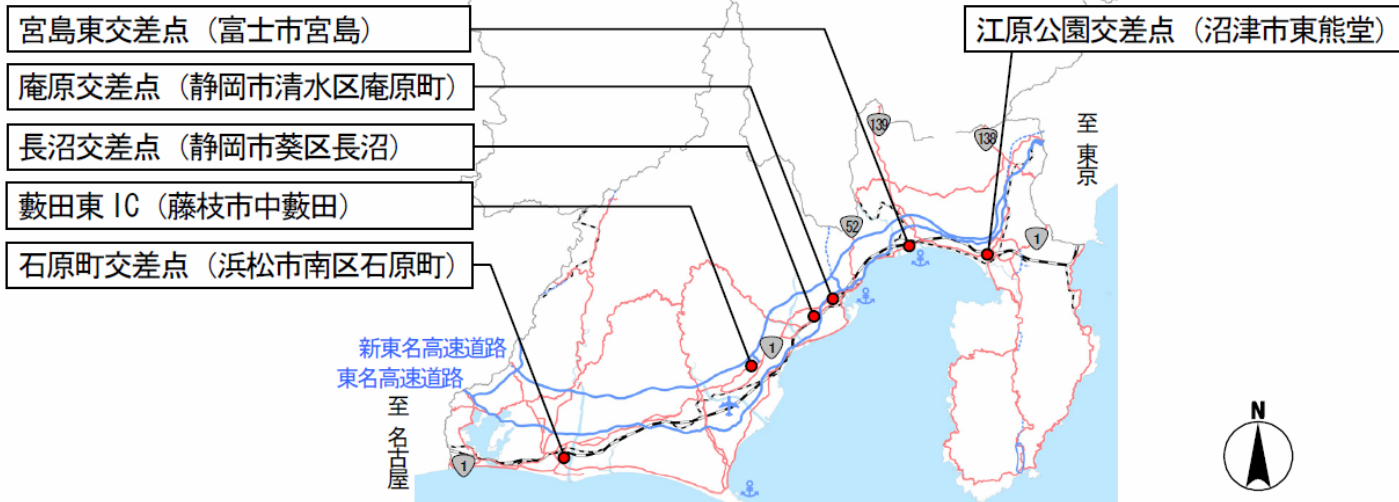 宮島東交差点（富士市宮島）
江原公園交差点（沼津市東熊堂）
庵原交差点（静岡市清水区庵原町）
長沼交差点（静岡市葵区長沼）
藪田東IC（藤枝市中藪田）
石原町交差点（浜松市南区石原町）
139
138
至 東京
52
1
1
新東名高速道路
東名高速道路
至 名古屋
1
N